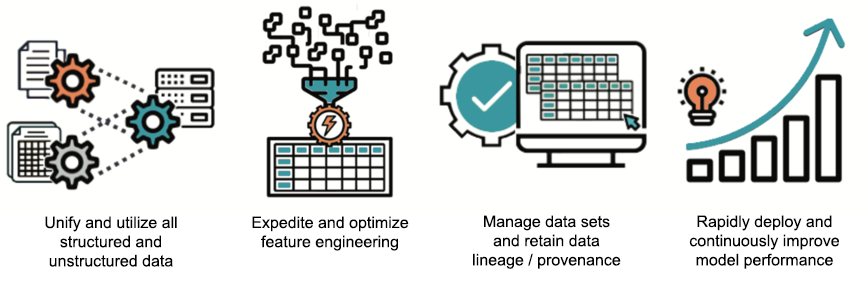 Unify and utilize all
structured and
unstructured data
Expedite and optimize
feature engineering
Manage data sets
and retain data
lineage / provenance
Rapidly deploy and
continuously improve
model performance